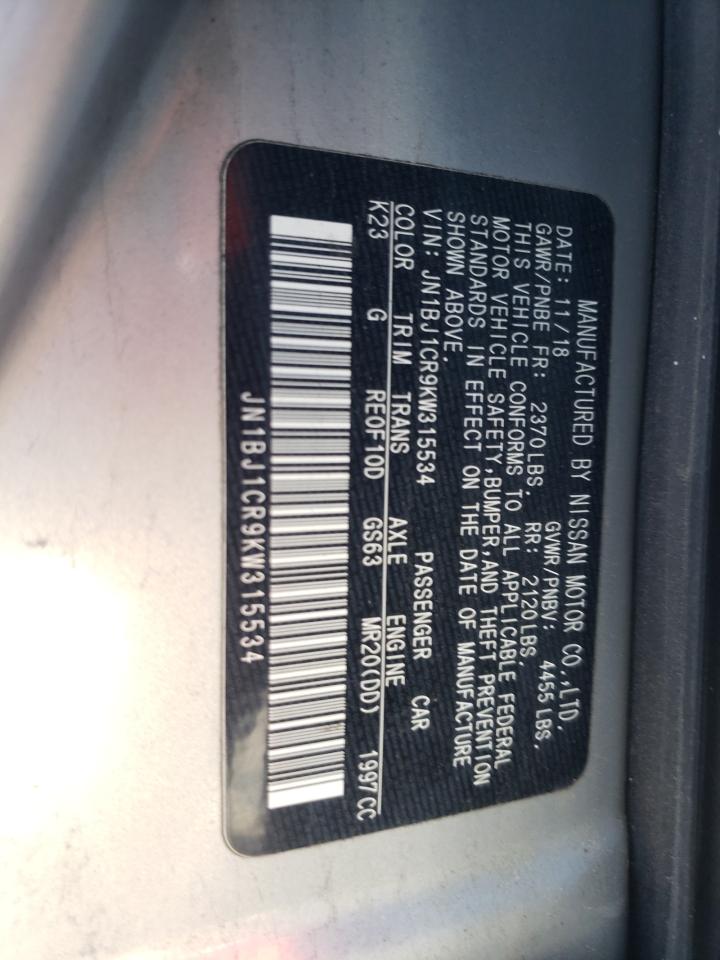 MANUFACTURED BY NISSAN MOTOR CO.,LTD.
DATE: 11/18 GVWR/PNBV: 4455 LBS.
GAWR/PNBE FR: 2370LBS. RR: 2120LBS.
THIS VEHICLE CONFORMS TO ALL APPLICABLE FEDERAL
MOTOR VEHICLE SAFETY,BUMPER,AND THEFT PREVENTION
STANDARDS IN EFFECT ON THE DATE OF MANUFACTURE
SHOWN ABOVE.
VIN: JN1BJ1CR9KW315534 PASSENGER CAR
COLOR TRIM TRANS AXLE ENGINE
K23 G RE0F10D GS63 MR20(DD) 1997CC
JN1BJ1CR9KW315534